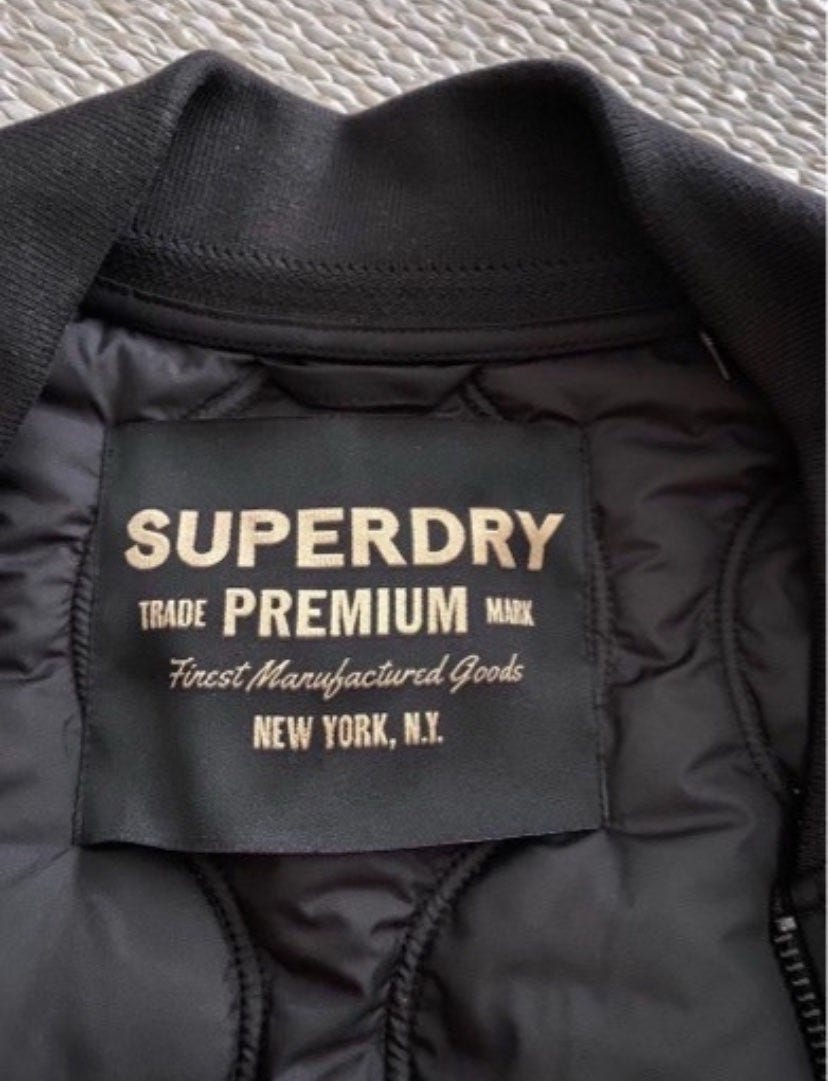 SUPERDRY
TRADE PREMIUM MARK
Finest Manufactured Goods
NEW YORK, N.Y.